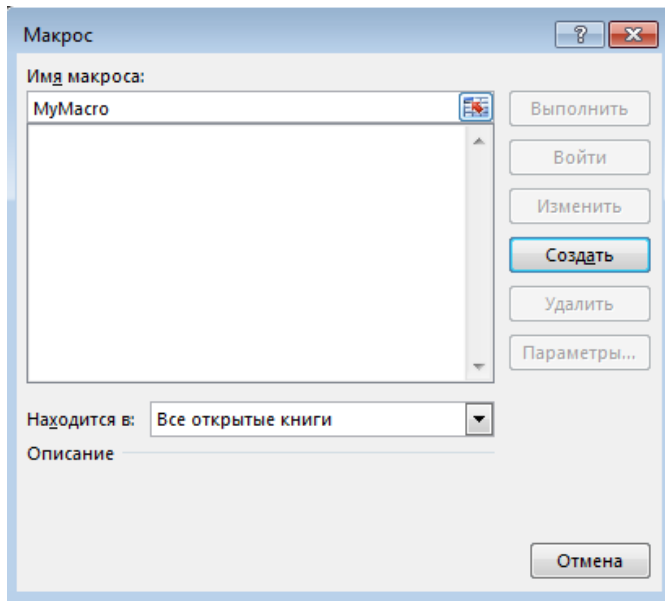 Макрос
Имя макроса:
MyMacro
Выполнить
Войти
Изменить
Создать
Удалить
Параметры...
Находится в: Все открытые книги
Описание
Отмена